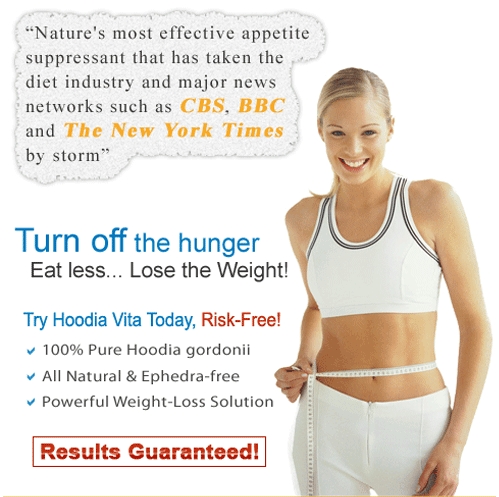 “Nature's most effective appetite
suppressant that has taken the
diet industry and major news
networks such as CBS, BBC
and The New York Times
by storm”
Turn off the hunger
Eat less... Lose the Weight!
Try Hoodia Vita Today, Risk-Free!
100% Pure Hoodia gordonii
All Natural & Ephedra-free
Powerful Weight-Loss Solution
Results Guaranteed!